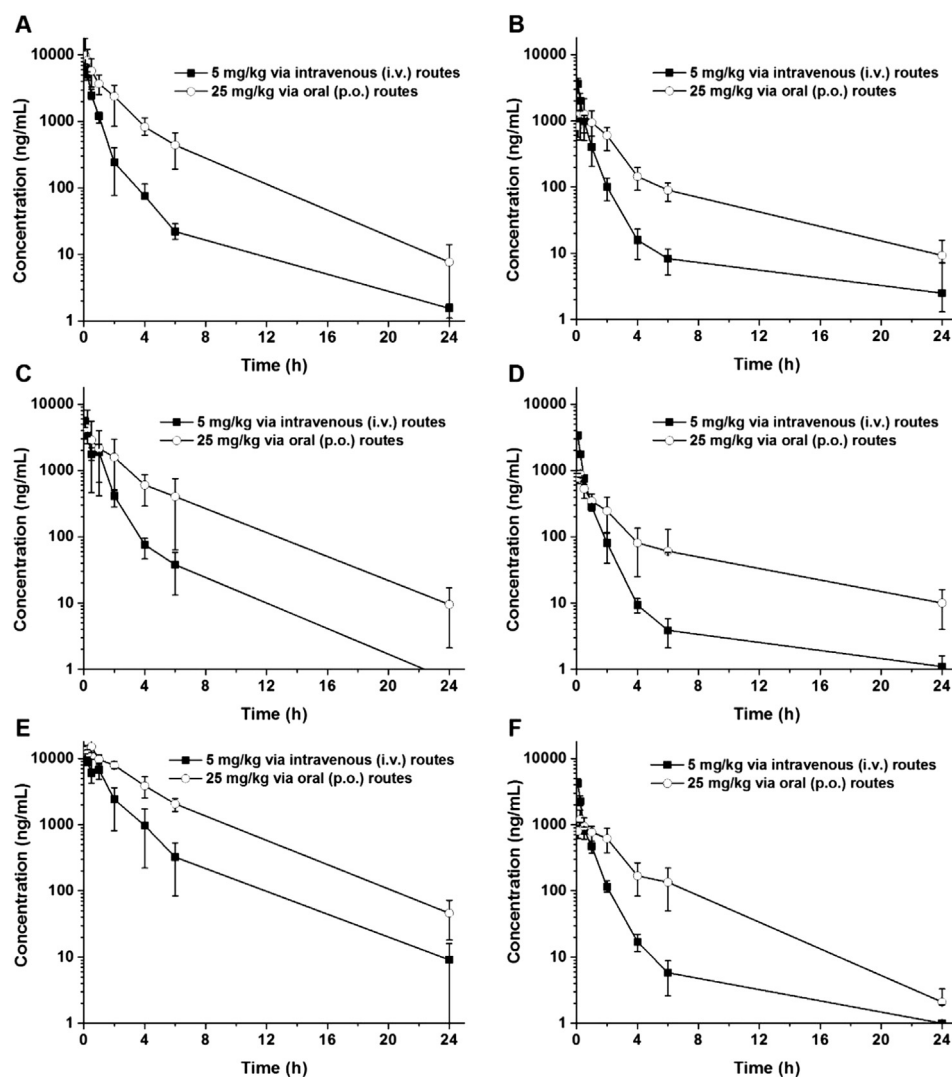 A
5 mg/kg via intravenous (i.v.) routes
25 mg/kg via oral (p.o.) routes
Concentration (ng/mL)
10000
1000
100
10
1
0 4 8 12 16 20 24
Time (h)
B
5 mg/kg via intravenous (i.v.) routes
25 mg/kg via oral (p.o.) routes
Concentration (ng/mL)
10000
1000
100
10
1
0 4 8 12 16 20 24
Time (h)
C
5 mg/kg via intravenous (i.v.) routes
25 mg/kg via oral (p.o.) routes
Concentration (ng/mL)
10000
1000
100
10
1
0 4 8 12 16 20 24
Time (h)
D
5 mg/kg via intravenous (i.v.) routes
25 mg/kg via oral (p.o.) routes
Concentration (ng/mL)
10000
1000
100
10
1
0 4 8 12 16 20 24
Time (h)
E
5 mg/kg via intravenous (i.v.) routes
25 mg/kg via oral (p.o.) routes
Concentration (ng/mL)
10000
1000
100
10
1
0 4 8 12 16 20 24
Time (h)
F
5 mg/kg via intravenous (i.v.) routes
25 mg/kg via oral (p.o.) routes
Concentration (ng/mL)
10000
1000
100
10
1
0 4 8 12 16 20 24
Time (h)